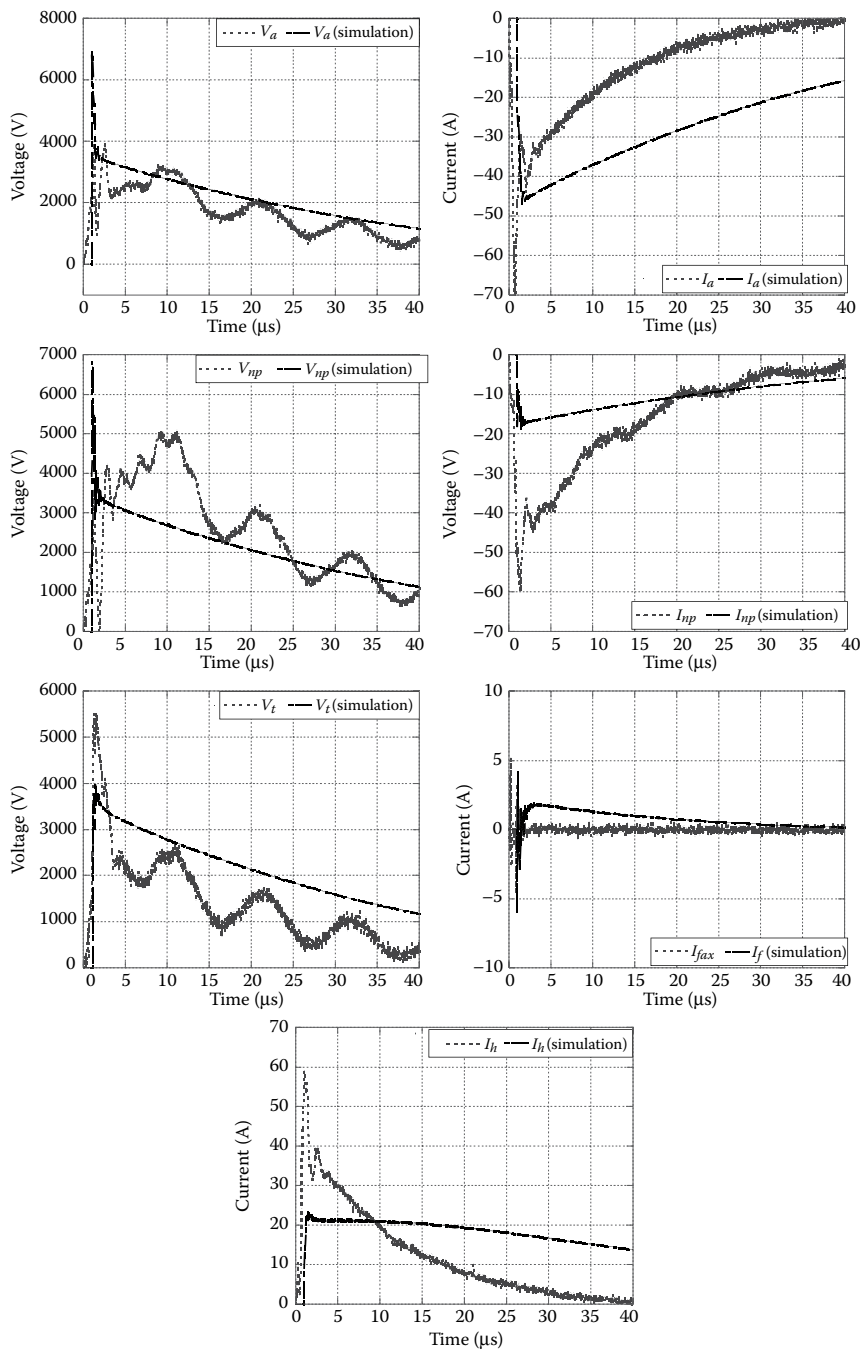 8000
6000
4000
2000
0
Voltage (V)
V_a V_a (simulation)
0 5 10 15 20 25 30 35 40
Time (μs)
0
−10
−20
−30
−40
−50
−60
−70
Current (A)
I_a I_a (simulation)
0 5 10 15 20 25 30 35 40
Time (μs)
7000
6000
5000
4000
3000
2000
1000
0
Voltage (V)
V_np V_np (simulation)
0 5 10 15 20 25 30 35 40
Time (μs)
0
−10
−20
−30
−40
−50
−60
−70
Voltage (V)
I_np I_np (simulation)
0 5 10 15 20 25 30 35 40
Time (μs)
6000
5000
4000
3000
2000
1000
0
Voltage (V)
V_t V_t (simulation)
0 5 10 15 20 25 30 35 40
Time (μs)
10
5
0
−5
−10
Current (A)
I_fax I_f (simulation)
0 5 10 15 20 25 30 35 40
Time (μs)
70
60
50
40
30
20
10
0
Current (A)
I_h I_h (simulation)
0 5 10 15 20 25 30 35 40
Time (μs)